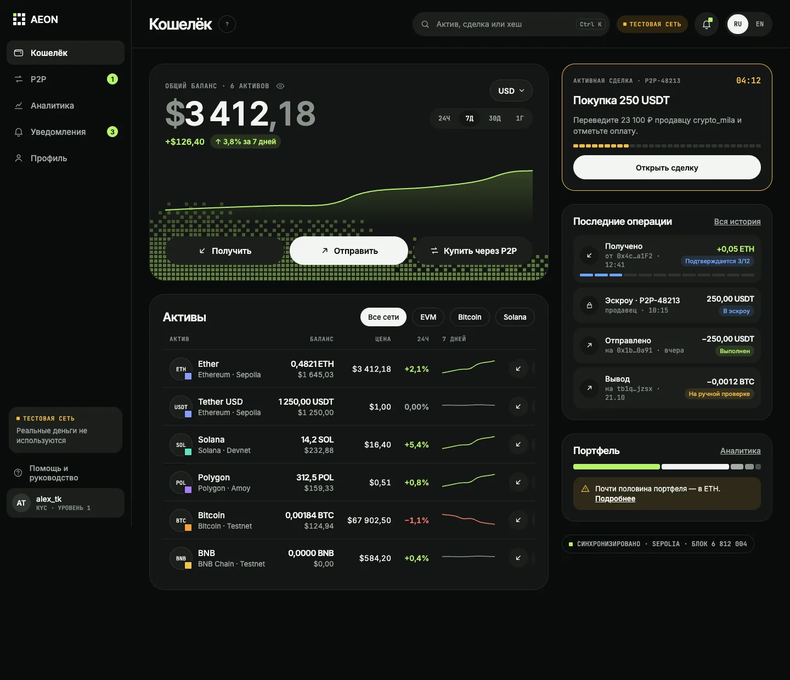 AEON
Кошелёк
P2P 1
Аналитика
Уведомления 3
Профиль
ТЕСТОВАЯ СЕТЬ
Реальные деньги не
используются
Помощь и
руководство
AT
alex_tk
KYC · УРОВЕНЬ 1
Кошелёк
Актив, сделка или хеш
Ctrl K
ТЕСТОВАЯ СЕТЬ
RU EN
ОБЩИЙ БАЛАНС · 6 АКТИВОВ
USD
$3 412,18
24Ч 7Д 30Д 1Г
+$126,40 ↑ 3,8% за 7 дней
Получить
Отправить
Купить через P2P
Активы
Все сети EVM Bitcoin Solana
АКТИВ БАЛАНС ЦЕНА 24Ч 7 ДНЕЙ
ETH Ether 0,4821 ETH $3 412,18 +2,1%
Ethereum · Sepolia $1 645,03
USDT Tether USD 1 250,00 USDT $1,00 0,00%
Ethereum · Sepolia $1 250,00
SOL Solana 14,2 SOL $16,40 +5,4%
Solana · Devnet $232,88
POL Polygon 312,5 POL $0,51 +0,8%
Polygon · Amoy $159,33
BTC Bitcoin 0,00184 BTC $67 902,50 −1,1%
Bitcoin · Testnet $124,94
BNB BNB 0,0000 BNB $584,20 +0,4%
BNB Chain · Testnet $0,00
АКТИВНАЯ СДЕЛКА · P2P-48213 04:12
Покупка 250 USDT
Переведите 23 100 ₽ продавцу crypto_mila и
отметьте оплату.
Открыть сделку
Последние операции Вся история
Получено +0,05 ETH
от 0x4c…a1F2 ·
12:41
Подтверждается 3/12
Эскроу · P2P-48213 250,00 USDT
продавец · 10:15 В эскроу
Отправлено −250,00 USDT
на 0x1b…0a91 · вчера Выполнен
Вывод −0,0012 BTC
на tb1q…jzsx ·
21.10
На ручной проверке
Портфель Аналитика
Почти половина портфеля — в ETH.
Подробнее
СИНХРОНИЗИРОВАНО · SEPOLIA · БЛОК 6 812 004